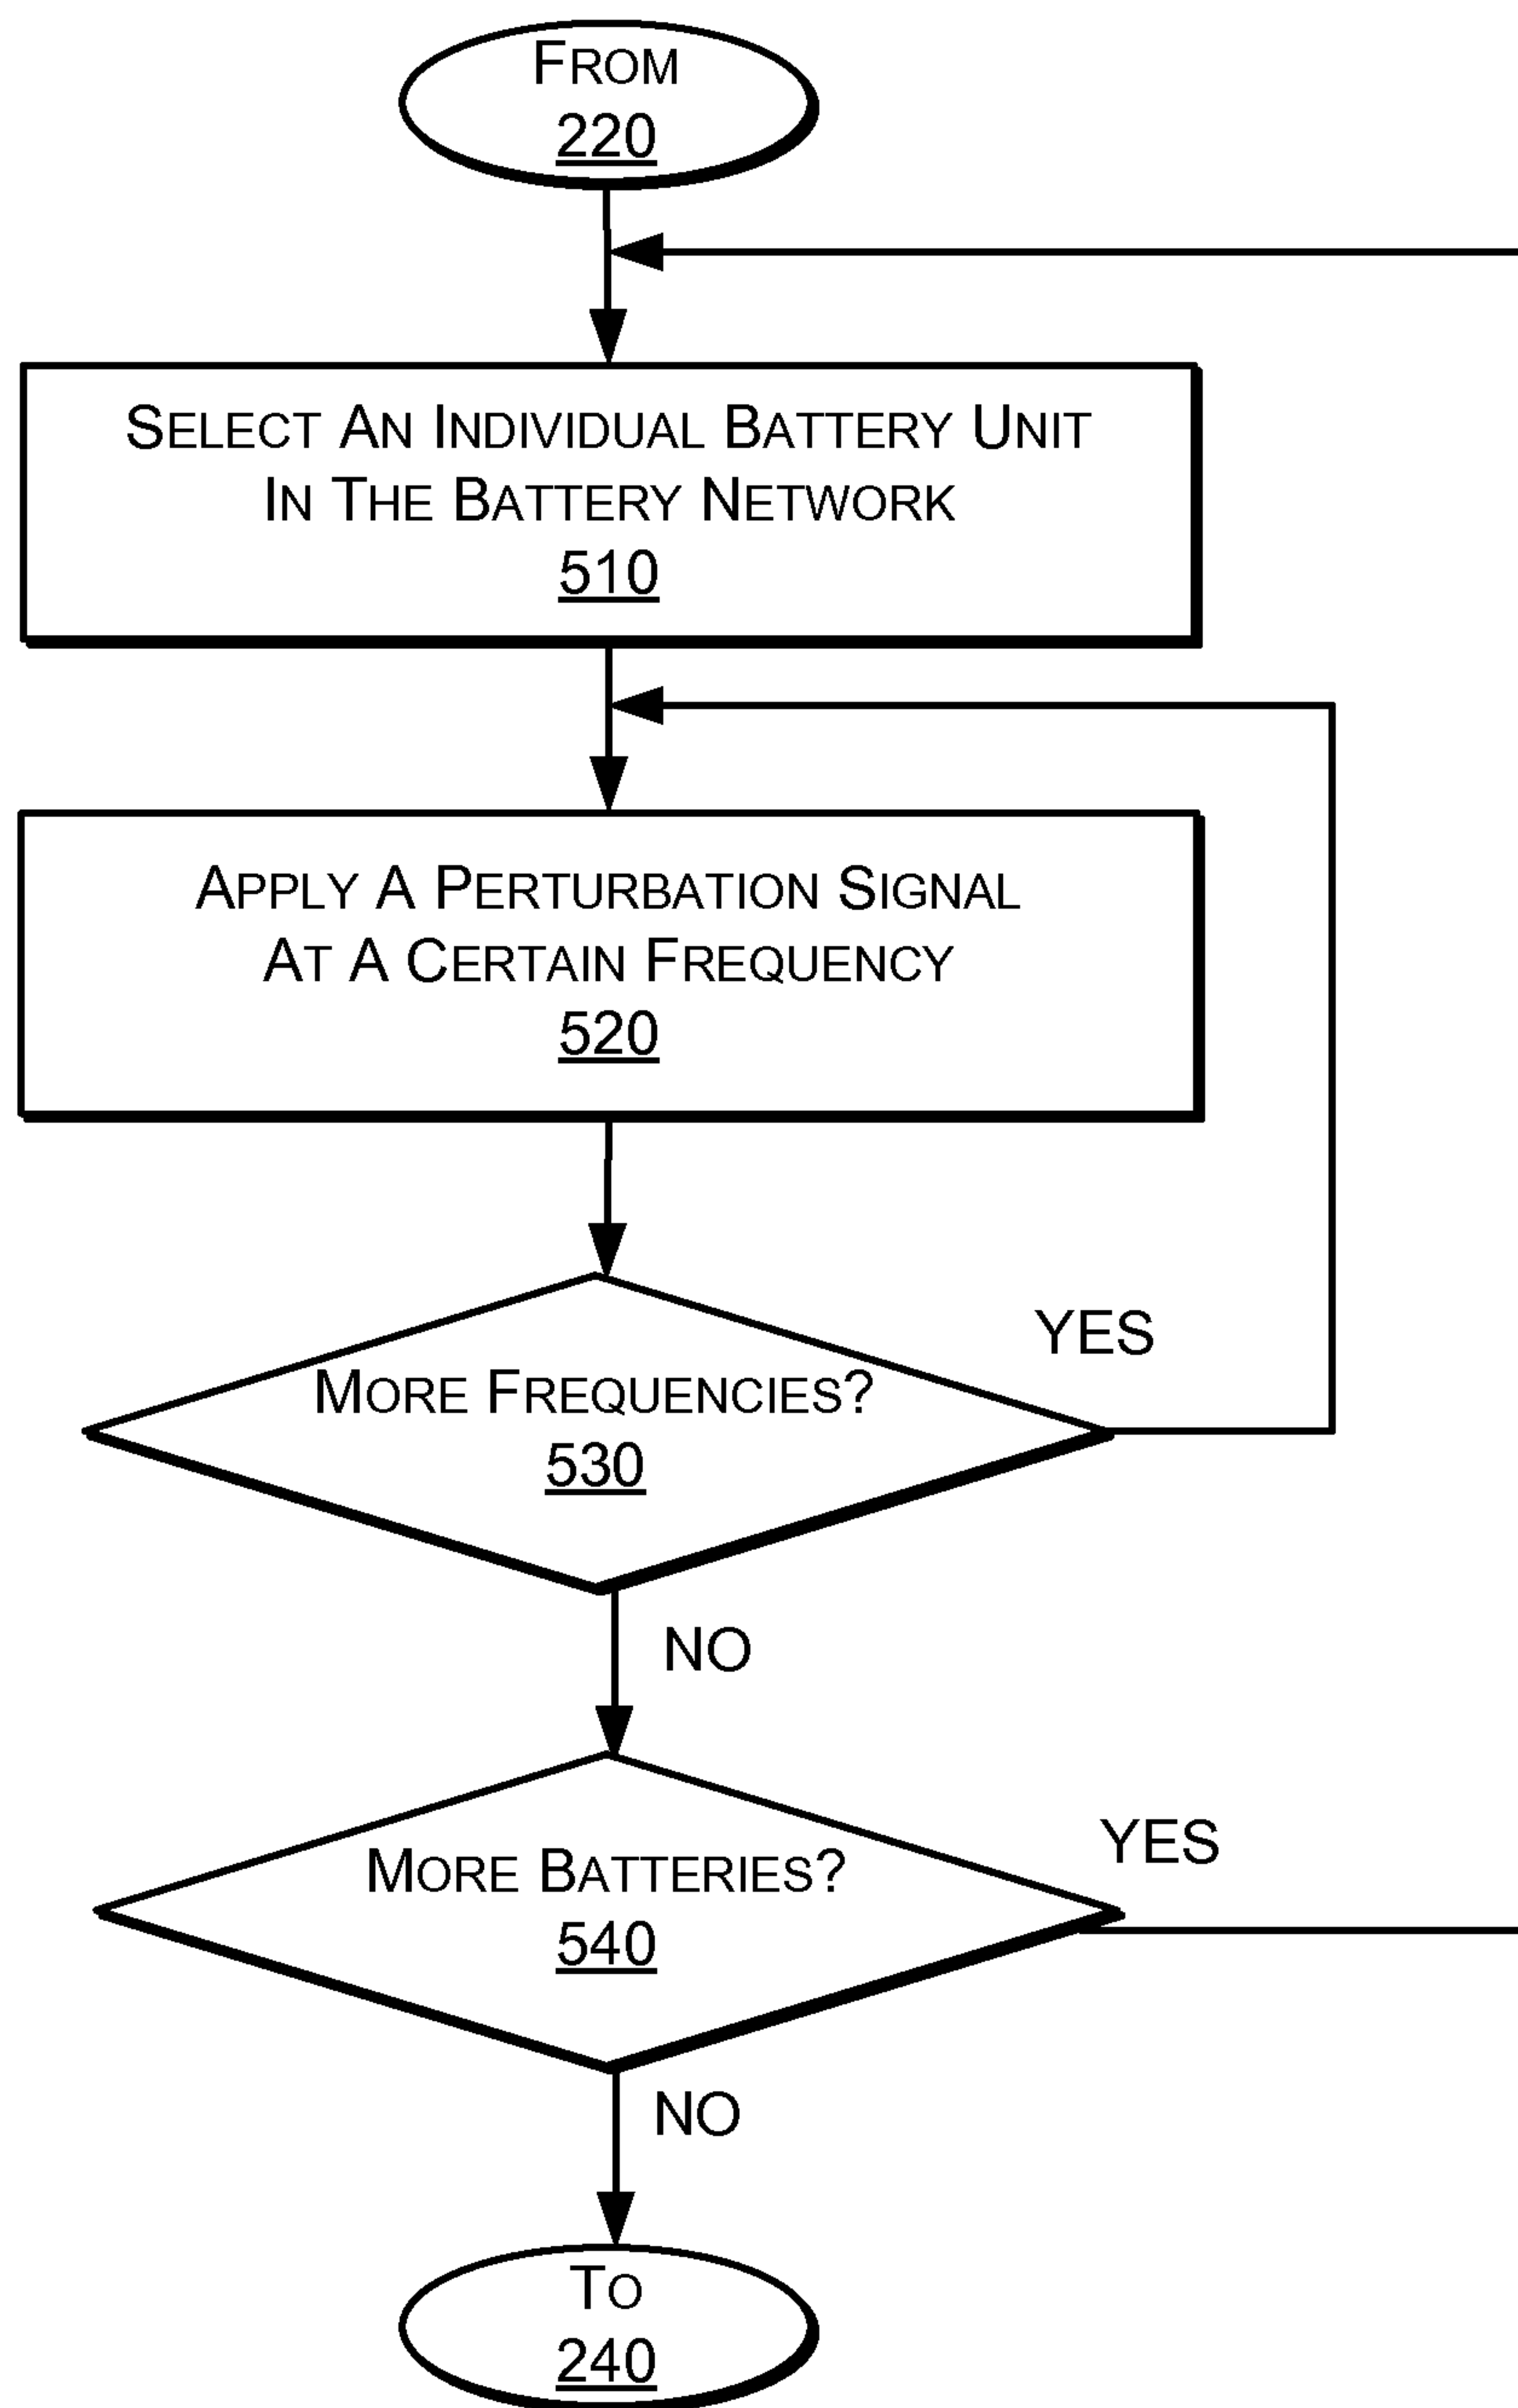 FROM
220
SELECT AN INDIVIDUAL BATTERY UNIT
IN THE BATTERY NETWORK
510
APPLY A PERTURBATION SIGNAL
AT A CERTAIN FREQUENCY
520
YES
MORE FREQUENCIES?
530
NO
YES
MORE BATTERIES?
540
NO
TO
240